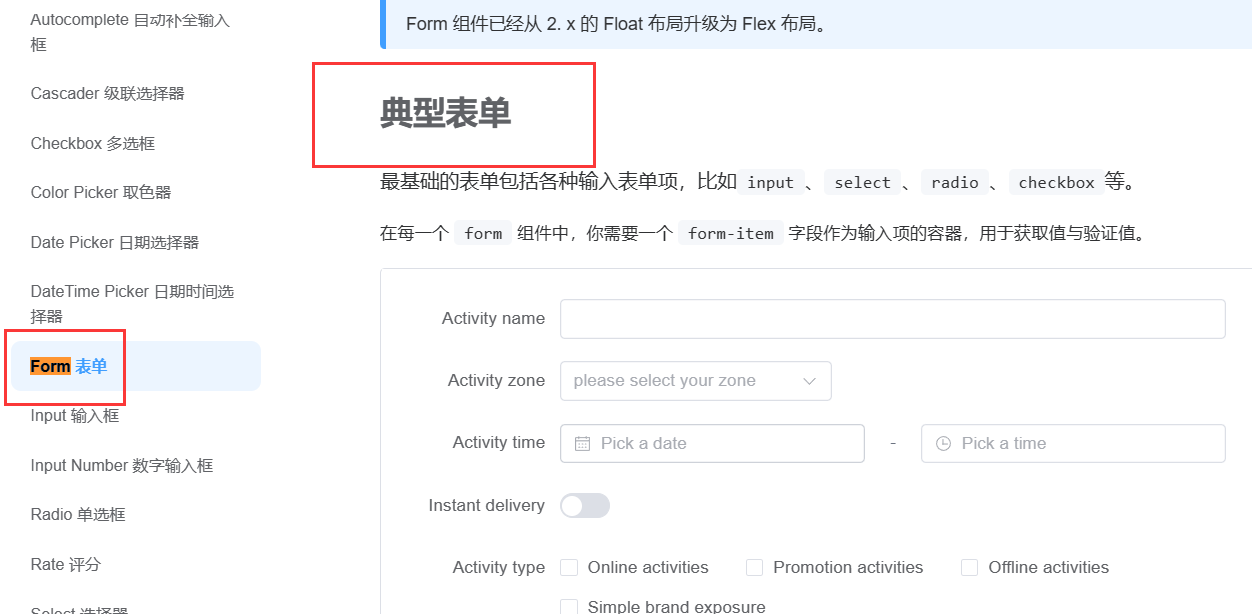 Autocomplete 自动补全输入
框
Cascader 级联选择器
Checkbox 多选框
Color Picker 取色器
Date Picker 日期选择器
DateTime Picker 日期时间选
择器
Form 表单
Input 输入框
Input Number 数字输入框
Radio 单选框
Rate 评分
Select 选择器
Form 组件已经从 2. x 的 Float 布局升级为 Flex 布局。
典型表单
最基础的表单包括各种输入表单项，比如 input 、 select 、 radio 、 checkbox 等。
在每一个 form 组件中，你需要一个 form-item 字段作为输入项的容器，用于获取值与验证值。
Activity name
Activity zone please select your zone
Activity time Pick a date - Pick a time
Instant delivery
Activity type Online activities Promotion activities Offline activities
Simple brand exposure